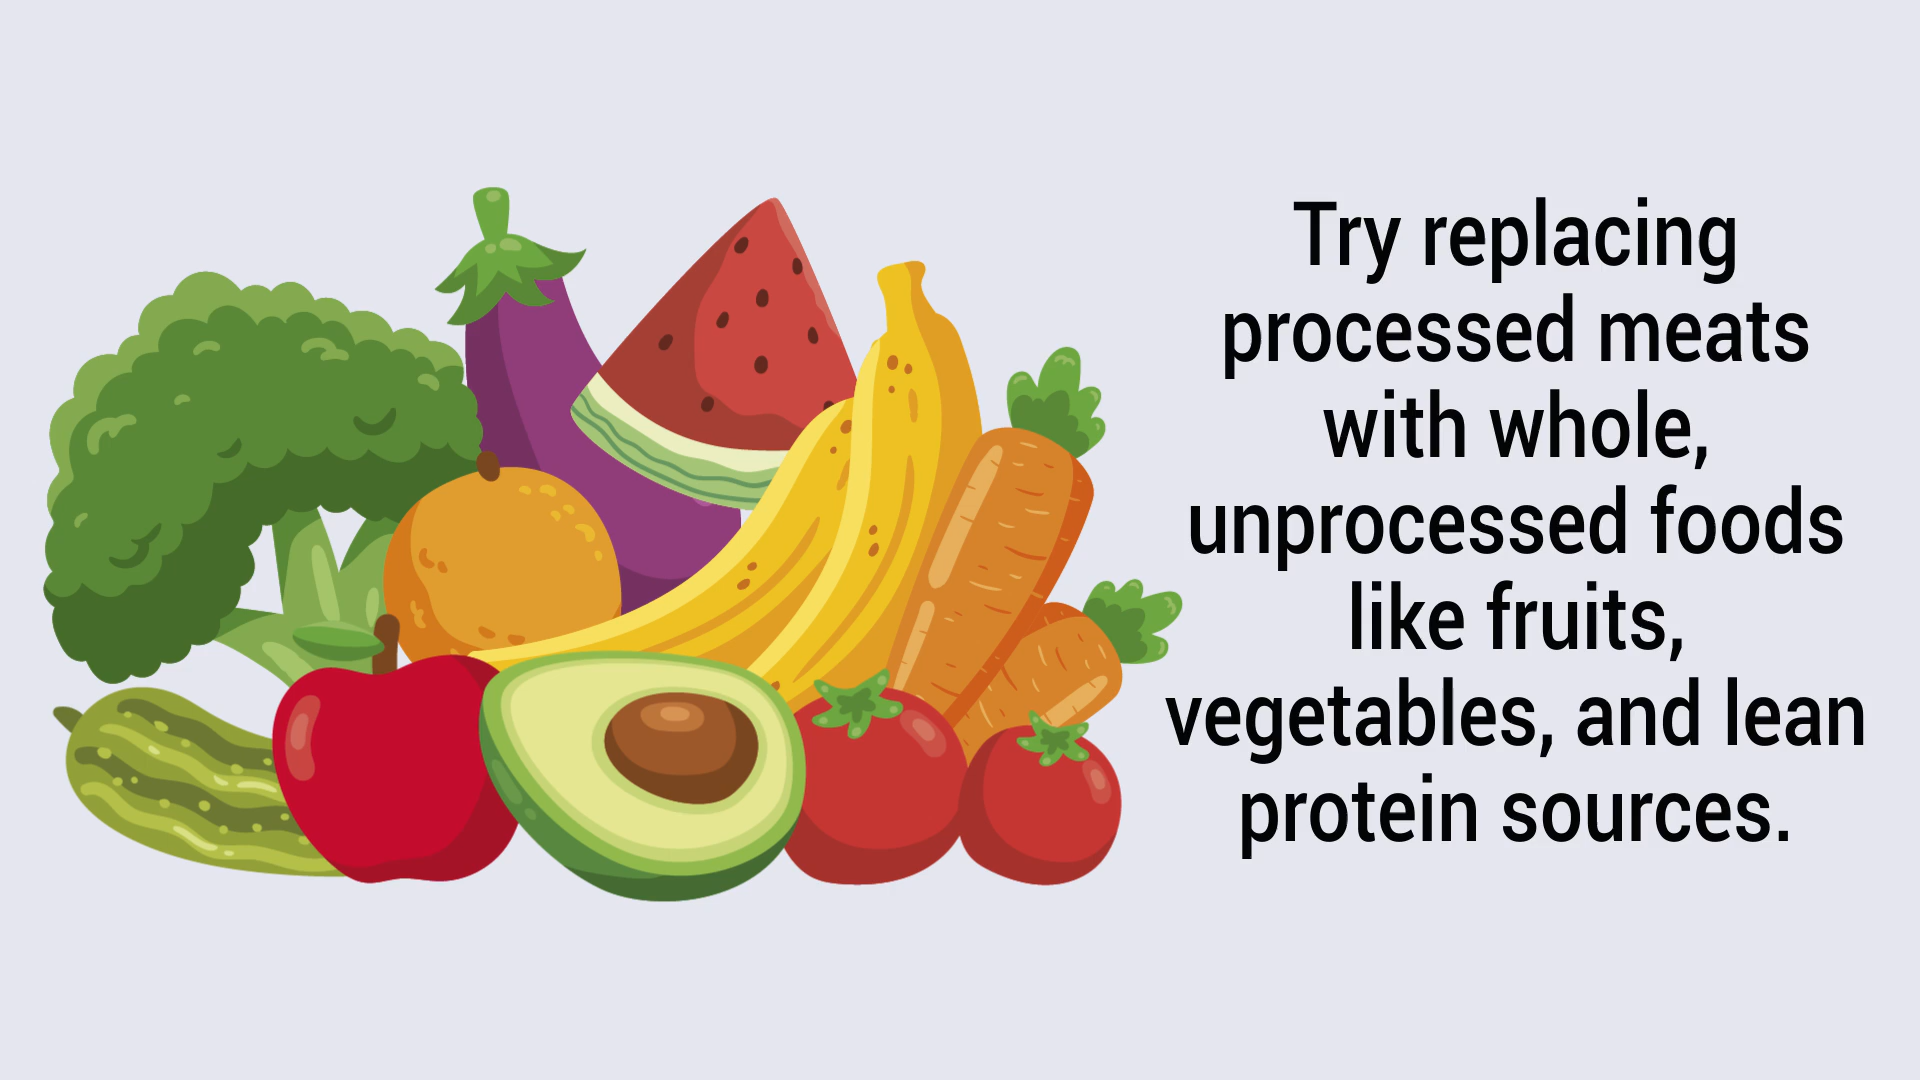 Try replacing
processed meats
with whole,
unprocessed foods
like fruits,
vegetables, and lean
protein sources.